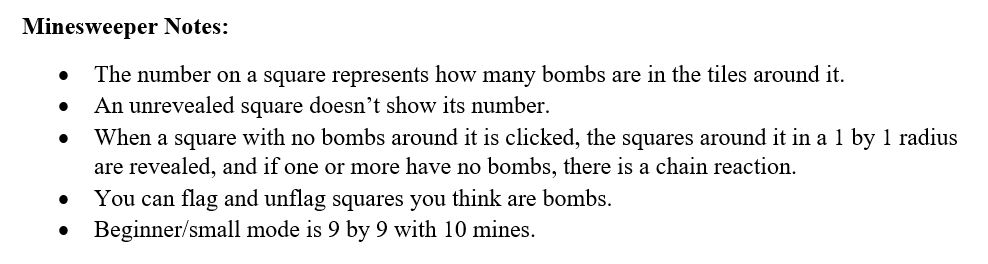 Minesweeper Notes:
• The number on a square represents how many bombs are in the tiles around it.
• An unrevealed square doesn’t show its number.
• When a square with no bombs around it is clicked, the squares around it in a 1 by 1 radius
are revealed, and if one or more have no bombs, there is a chain reaction.
• You can flag and unflag squares you think are bombs.
• Beginner/small mode is 9 by 9 with 10 mines.